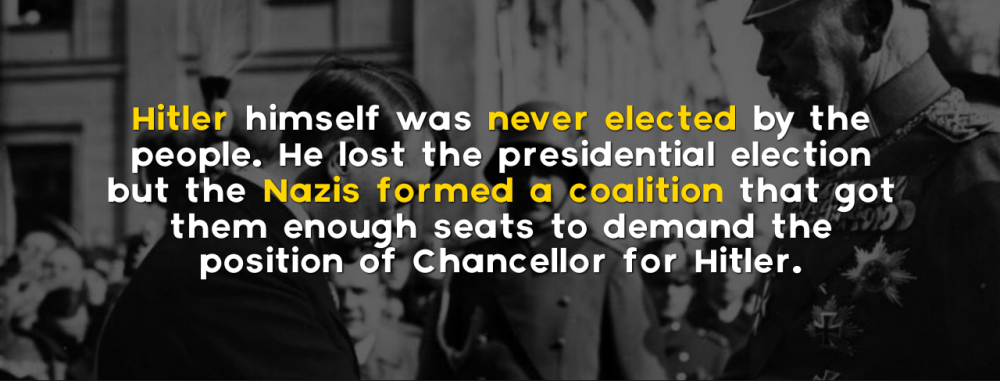 Hitler himself was never elected by the
people. He lost the presidential election
but the Nazis formed a coalition that got
them enough seats to demand the
position of Chancellor for Hitler.